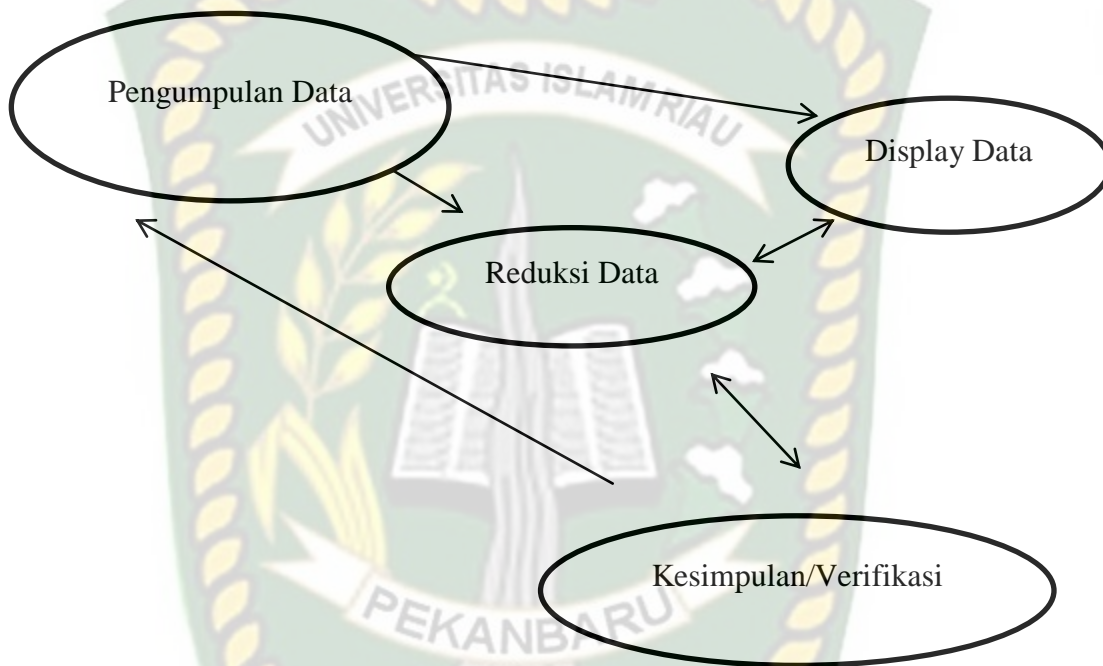 UNIVERSITAS ISLAM RIAU
Pengumpulan Data
Display Data
Reduksi Data
Kesimpulan/Verifikasi
PEKANBARU